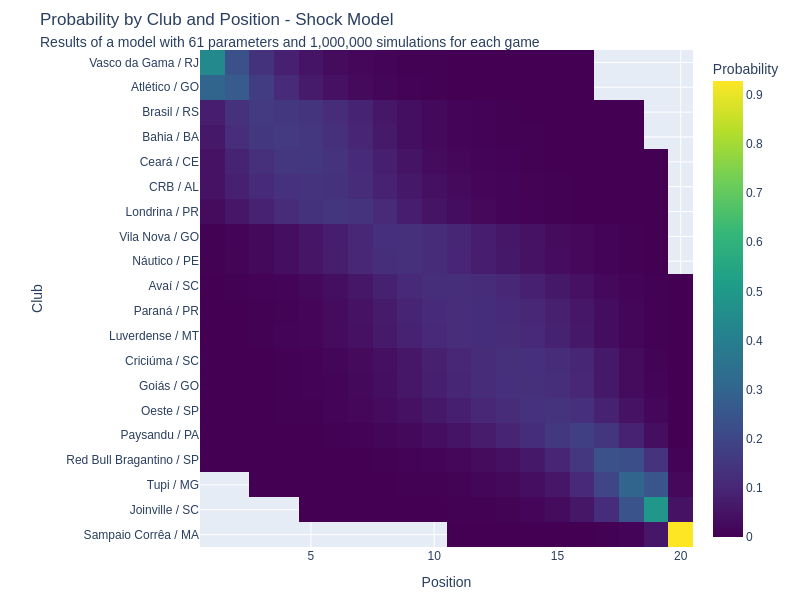 Probability by Club and Position - Shock Model
Results of a model with 61 parameters and 1,000,000 simulations for each game
Probability
Vasco da Gama / RJ
Atlético / GO
Brasil / RS
Bahia / BA
Ceará / CE
CRB / AL
Londrina / PR
Vila Nova / GO
Náutico / PE
Avaí / SC
Paraná / PR
Luverdense / MT
Criciúma / SC
Goiás / GO
Oeste / SP
Paysandu / PA
Red Bull Bragantino / SP
Tupi / MG
Joinville / SC
Sampaio Corrêa / MA
Club
5
10
15
20
Position
0.9
0.8
0.7
0.6
0.5
0.4
0.3
0.2
0.1
0